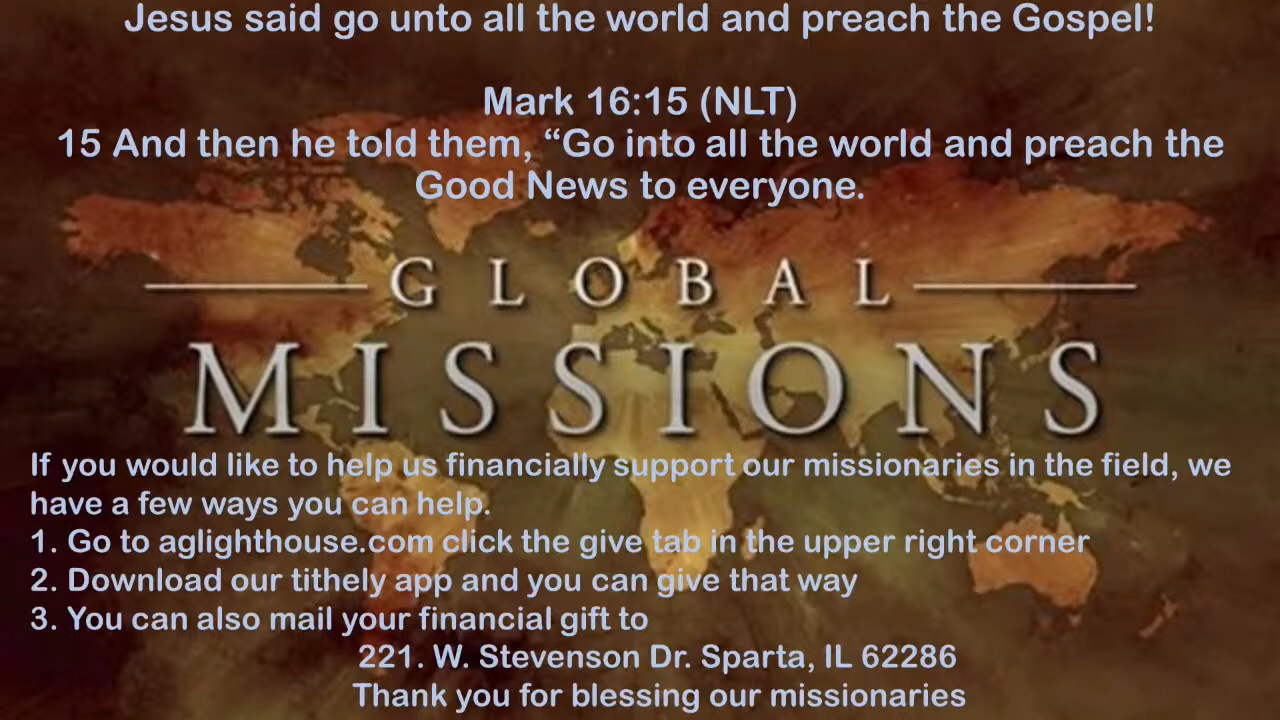 Jesus said go unto all the world and preach the Gospel!
Mark 16:15 (NLT)
15 And then he told them, “Go into all the world and preach the
Good News to everyone.
GLOBAL
MISSIONS
If you would like to help us financially support our missionaries in the field, we
have a few ways you can help.
1. Go to aglighthouse.com click the give tab in the upper right corner
2. Download our tithely app and you can give that way
3. You can also mail your financial gift to
221. W. Stevenson Dr. Sparta, IL 62286
Thank you for blessing our missionaries